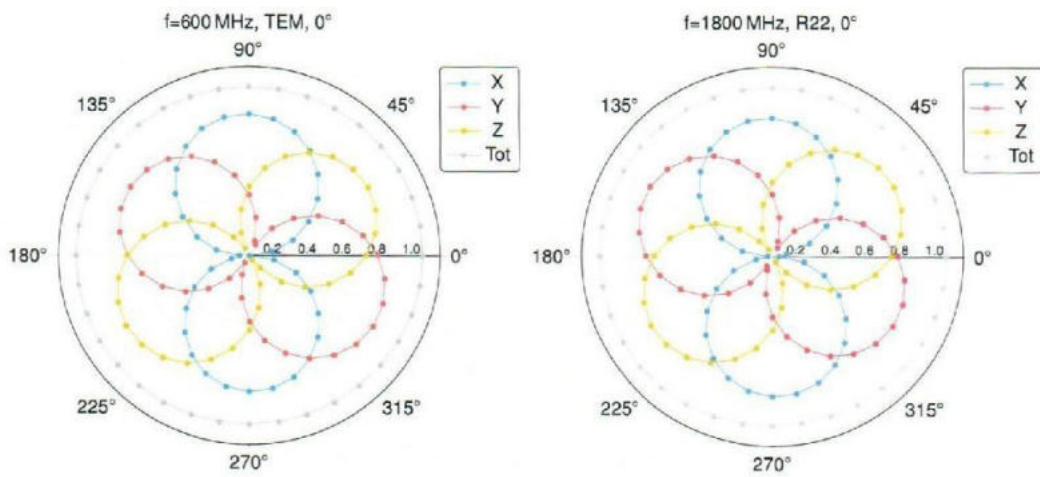 f=600 MHz, TEM, 0°
90°
135°
45°
X
Y
Z
Tot
180°
0.2 0.4 0.6 0.8 1.0
0°
225°
315°
270°
f=1800 MHz, R22, 0°
90°
135°
45°
X
Y
Z
Tot
180°
0.2 0.4 0.6 0.8 1.0
0°
225°
315°
270°